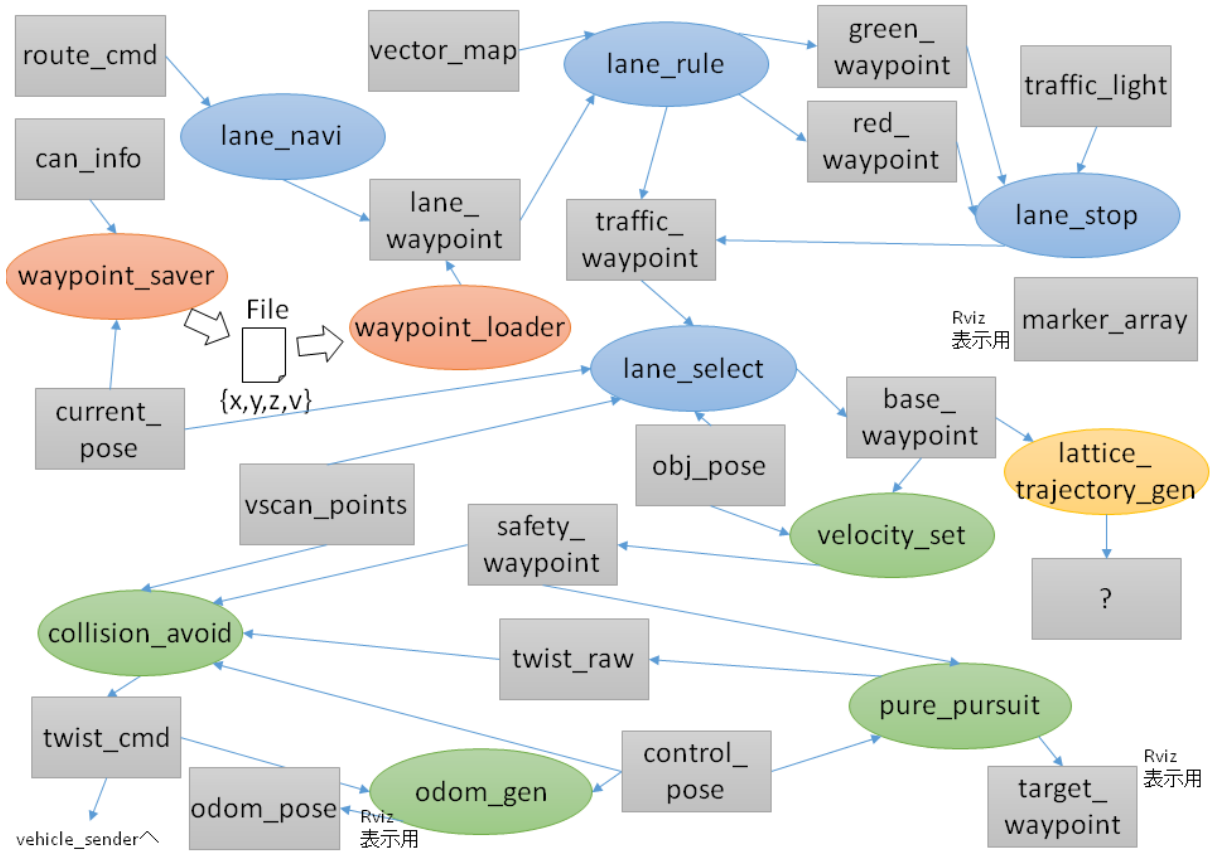 route_cmd
vector_map
lane_rule
green_
waypoint
traffic_light
can_info
lane_navi
red_
waypoint
lane_
waypoint
traffic_
waypoint
lane_stop
waypoint_saver
File
waypoint_loader
{x,y,z,v}
Rviz
表示用
marker_array
lane_select
current_
pose
base_
waypoint
obj_pose
lattice_
trajectory_gen
vscan_points
safety_
waypoint
velocity_set
?
collision_avoid
twist_raw
pure_pursuit
twist_cmd
control_
pose
Rviz
表示用
odom_pose
Rviz
表示用
odom_gen
target_
waypoint
vehicle_senderへ